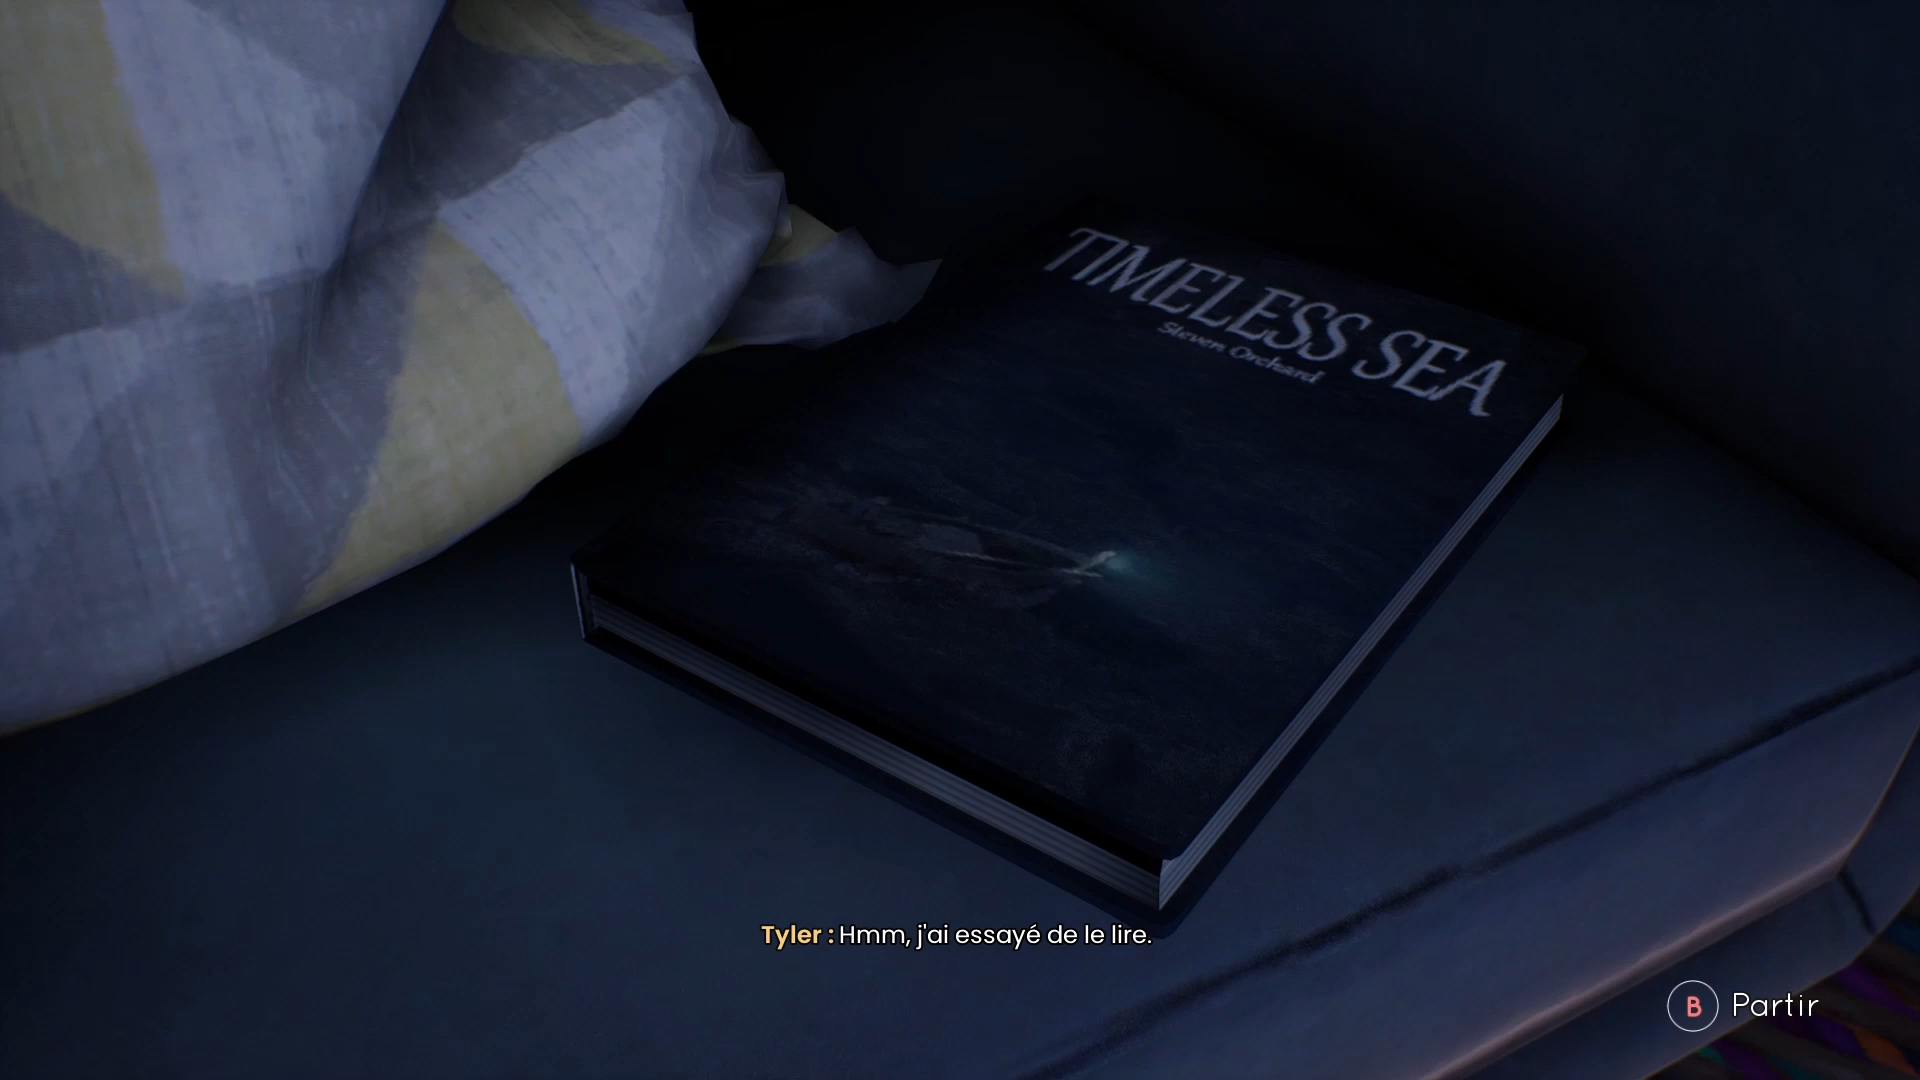 TIMELESS SEA
Steven Orchard
Tyler : Hmm, j'ai essayé de le lire.
B Partir